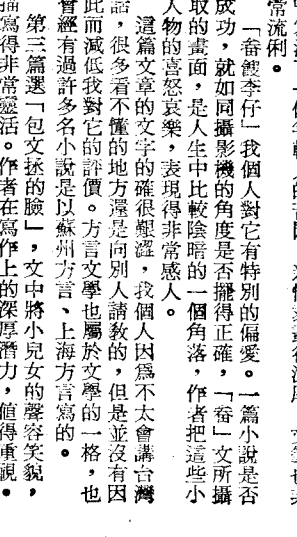 常流利。
「奮餿李仔」我個人對它有特別的偏愛。一篇小說是否
成功，就如同攝影機的角度是否擺得正確，「奮」文所攝
取的畫面，是人生中比較陰暗的一個角落，作者把這些小
人物的喜怒哀樂，表現得非常感人。
這篇文章的文字的確很艱澀，我個人因爲不太會講台灣
話，很多看不懂的地方還是向別人請教的，但是並沒有因
此而減低我對它的評價。方言文學也屬於文學的一格，也
曾經有過許多名小說是以蘇州方言、上海方言寫的。
第三篇選「包文拯的臉」，文中將小兒女的聲容笑貌，
描寫得非常靈活。作者在寫作上的深厚潛力，值得重視。